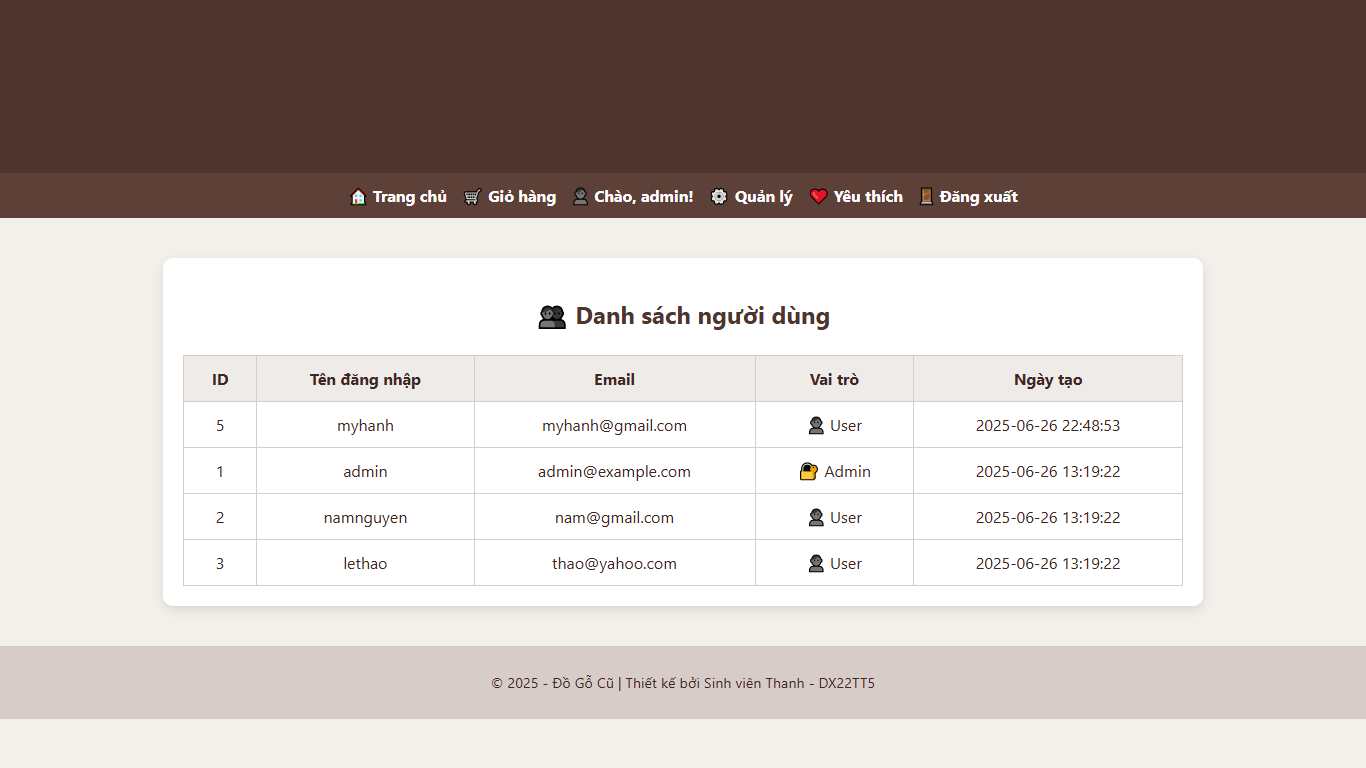 🏠 Trang chủ 🛒 Giỏ hàng 👤 Chào, admin! ⚙️ Quản lý ❤️ Yêu thích 🚪 Đăng xuất
👥 Danh sách người dùng
ID Tên đăng nhập Email Vai trò Ngày tạo
5 myhanh myhanh@gmail.com 👤 User 2025-06-26 22:48:53
1 admin admin@example.com 🔐 Admin 2025-06-26 13:19:22
2 namnguyen nam@gmail.com 👤 User 2025-06-26 13:19:22
3 lethao thao@yahoo.com 👤 User 2025-06-26 13:19:22
© 2025 - Đồ Gỗ Cũ | Thiết kế bởi Sinh viên Thanh - DX22TT5